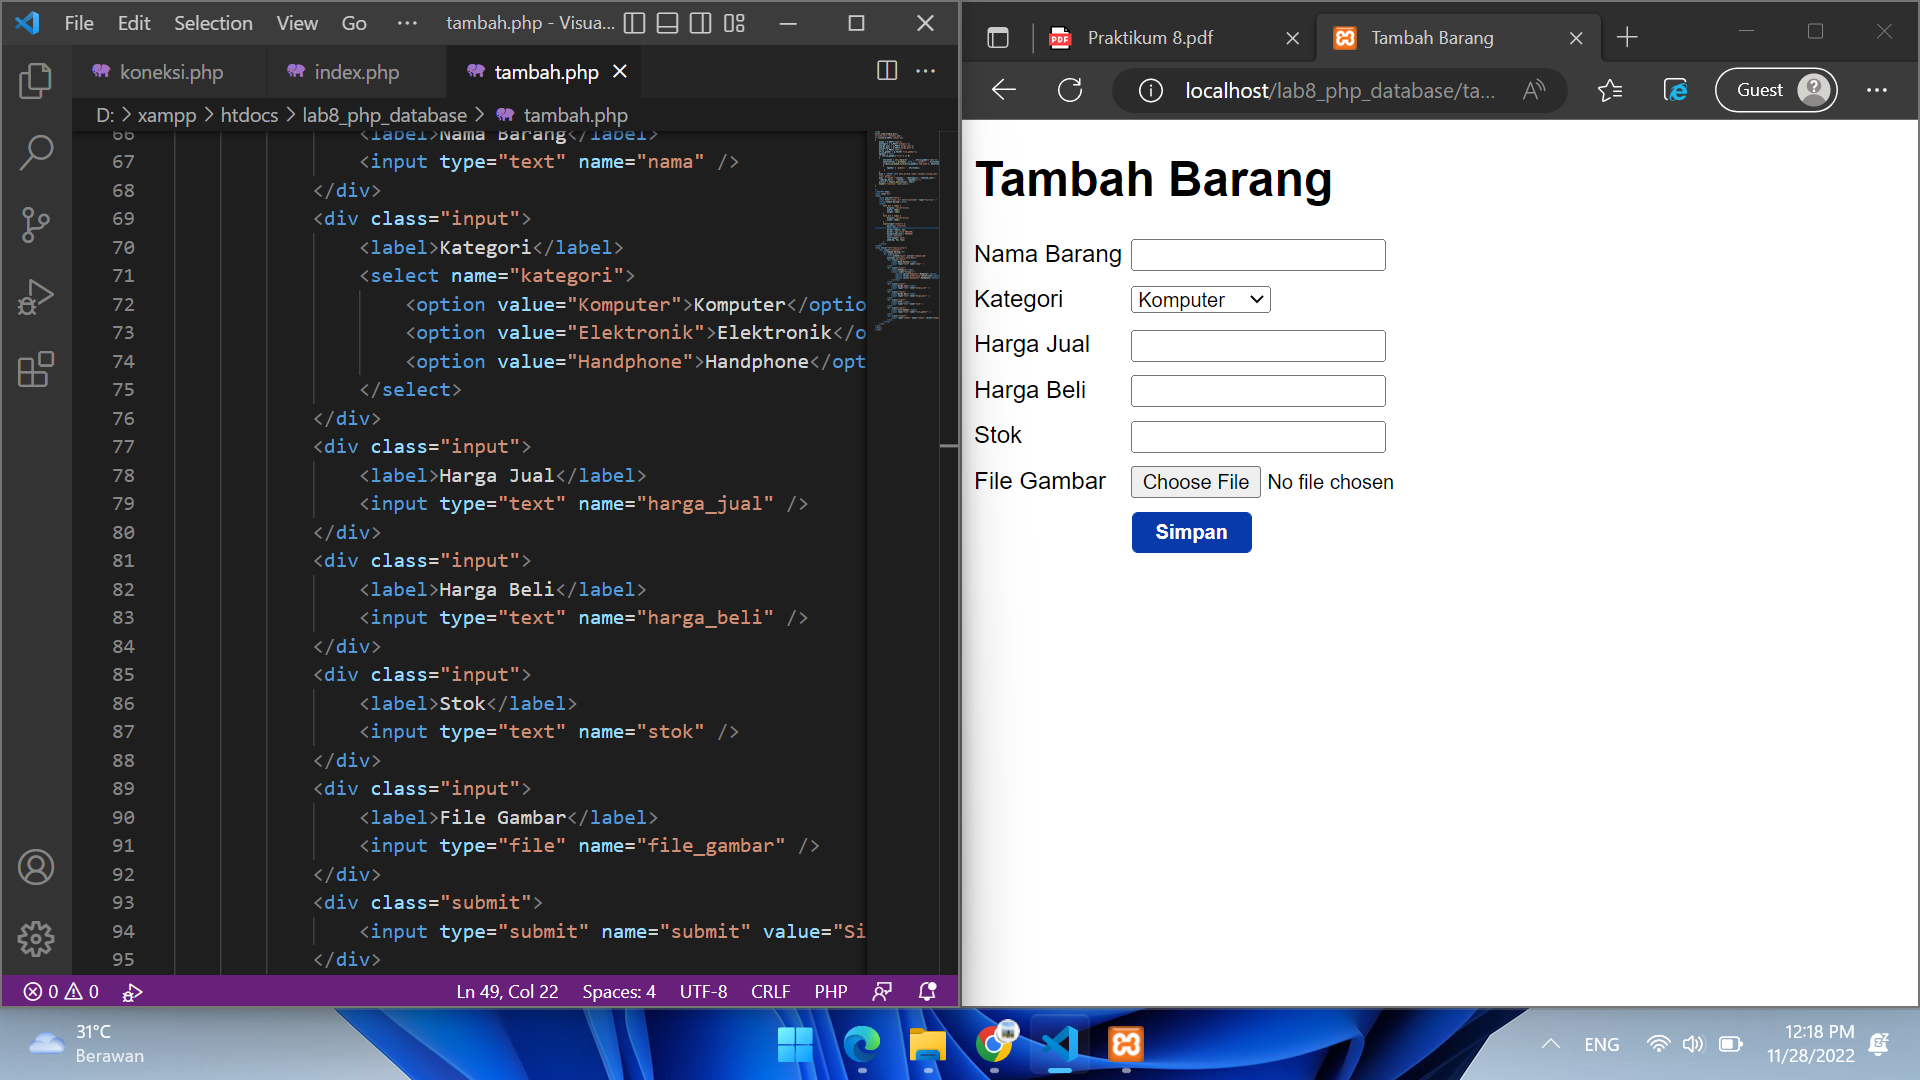 File Edit Selection View Go ··· tambah.php - Visua...
koneksi.php index.php tambah.php
D: > xampp > htdocs > lab8_php_database > tambah.php
66 <label>Nama Barang</label>
67 <input type="text" name="nama" />
68 </div>
69 <div class="input">
70 <label>Kategori</label>
71 <select name="kategori">
72 <option value="Komputer">Komputer</optio
73 <option value="Elektronik">Elektronik</o
74 <option value="Handphone">Handphone</opt
75 </select>
76 </div>
77 <div class="input">
78 <label>Harga Jual</label>
79 <input type="text" name="harga_jual" />
80 </div>
81 <div class="input">
82 <label>Harga Beli</label>
83 <input type="text" name="harga_beli" />
84 </div>
85 <div class="input">
86 <label>Stok</label>
87 <input type="text" name="stok" />
88 </div>
89 <div class="input">
90 <label>File Gambar</label>
91 <input type="file" name="file_gambar" />
92 </div>
93 <div class="submit">
94 <input type="submit" name="submit" value="Si
95 </div>
0 0 Ln 49, Col 22 Spaces: 4 UTF-8 CRLF PHP
PDF Praktikum 8.pdf Tambah Barang
localhost/lab8_php_database/ta... Guest
Tambah Barang
Nama Barang
Kategori Komputer
Harga Jual
Harga Beli
Stok
File Gambar Choose File No file chosen
Simpan
31°C
Berawan
ENG
12:18 PM
11/28/2022